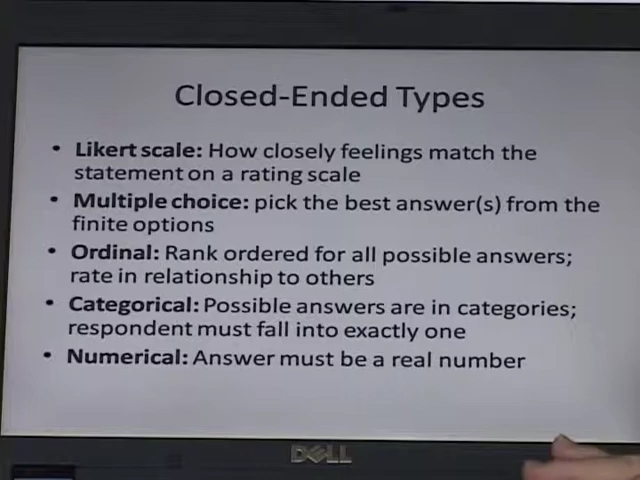 Closed-Ended Types
• Likert scale: How closely feelings match the
statement on a rating scale
• Multiple choice: pick the best answer(s) from the
finite options
• Ordinal: Rank ordered for all possible answers;
rate in relationship to others
• Categorical: Possible answers are in categories;
respondent must fall into exactly one
• Numerical: Answer must be a real number
DELL